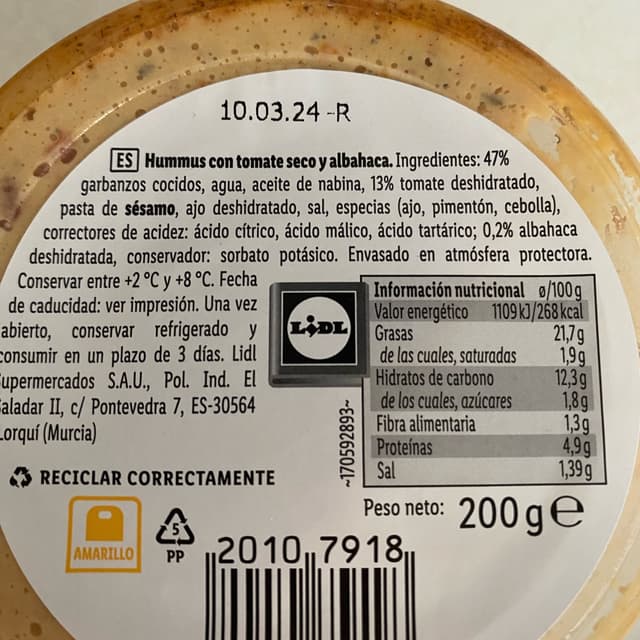 10.03.24 -R
ES Hummus con tomate seco y albahaca. Ingredientes: 47%
garbanzos cocidos, agua, aceite de nabina, 13% tomate deshidratado,
pasta de sésamo, ajo deshidratado, sal, especias (ajo, pimentón, cebolla),
correctores de acidez: ácido cítrico, ácido málico, ácido tartárico; 0,2% albahaca
deshidratada, conservador: sorbato potásico. Envasado en atmósfera protectora.
Conservar entre +2 °C y +8 °C. Fecha
de caducidad: ver impresión. Una vez
abierto, conservar refrigerado y
consumir en un plazo de 3 días. Lidl
Supermercados S.A.U., Pol. Ind. El
Saladar II, c/ Pontevedra 7, ES-30564
Lorquí (Murcia)
LIDL
Información nutricional ø/100 g
Valor energético 1109 kJ/268 kcal
Grasas 21,7 g
de las cuales, saturadas 1,9 g
Hidratos de carbono 12,3 g
de los cuales, azúcares 1,8 g
Fibra alimentaria 1,3 g
Proteínas 4,9 g
Sal 1,39 g
~170592893~
RECICLAR CORRECTAMENTE
AMARILLO
5
PP
Peso neto: 200 g e
2010 7918